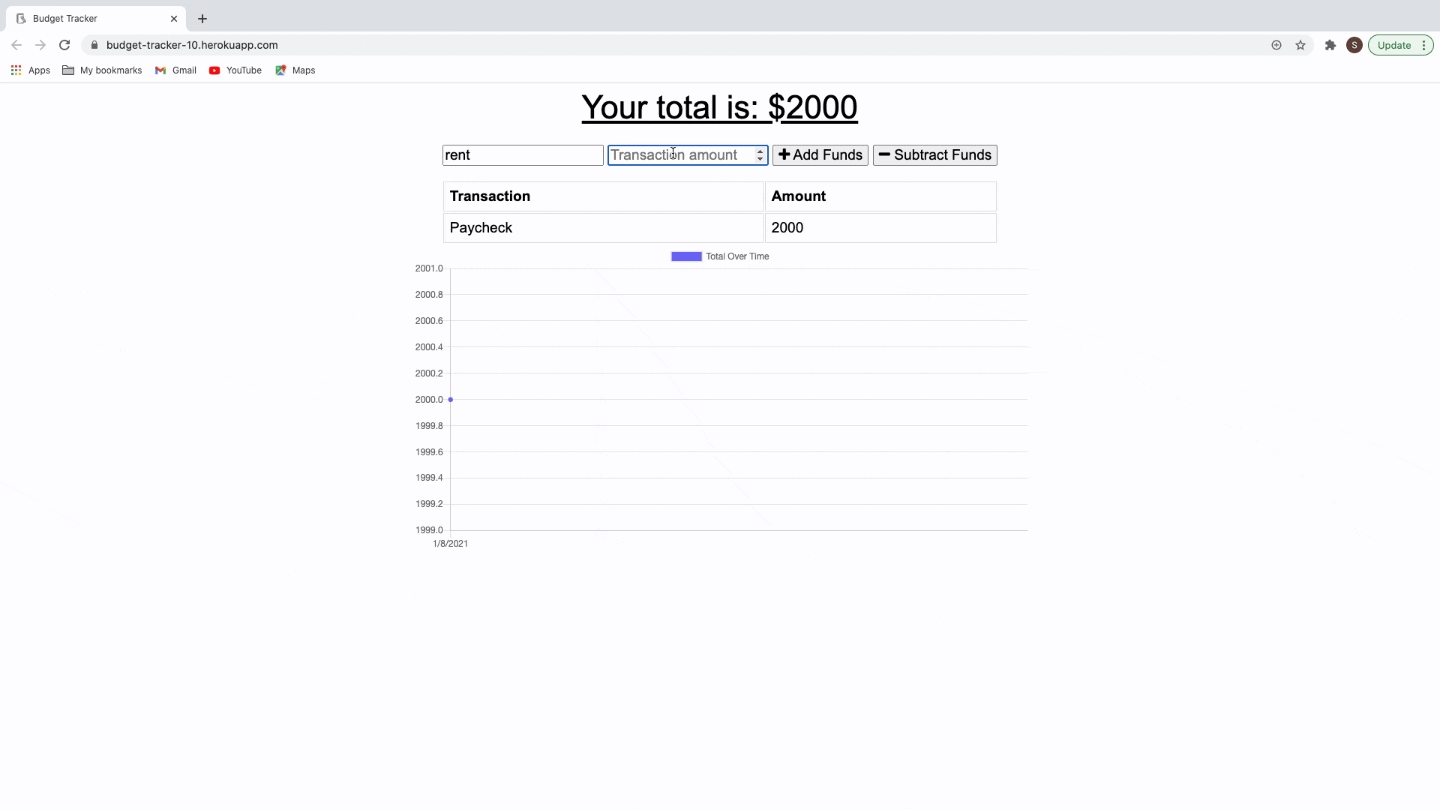 Budget Tracker
budget-tracker-10.herokuapp.com
S
Update
Apps My bookmarks Gmail YouTube Maps
Your total is: $2000
rent Transaction amount Add Funds Subtract Funds
Transaction Amount
Paycheck 2000
Total Over Time
2001.0
2000.8
2000.6
2000.4
2000.2
2000.0
1999.8
1999.6
1999.4
1999.2
1999.0
1/8/2021